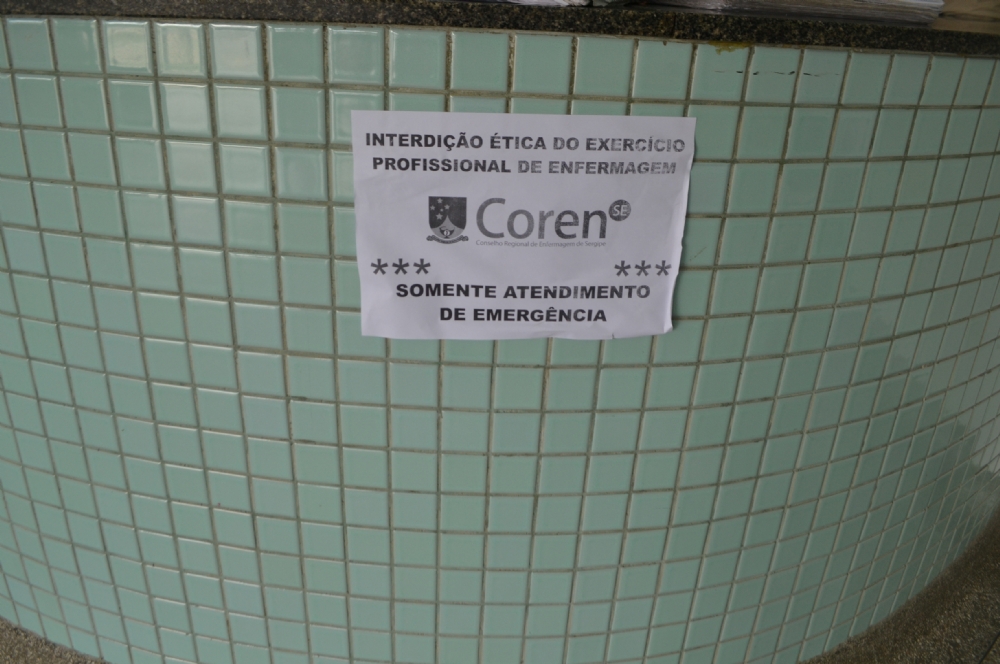 INTERDIÇÃO ÉTICA DO EXERCÍCIO
PROFISSIONAL DE ENFERMAGEM
Coren SE
Conselho Regional de Enfermagem de Sergipe
*** ***
SOMENTE ATENDIMENTO
DE EMERGÊNCIA